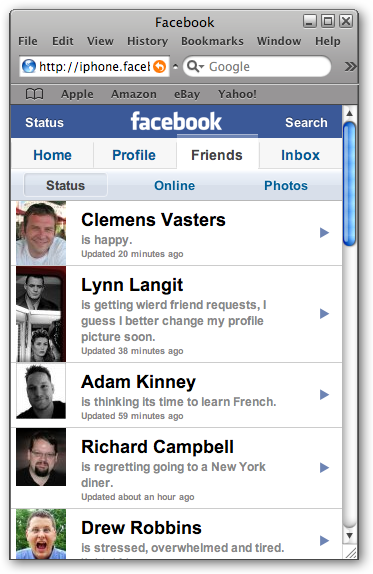 Facebook
File Edit View History Bookmarks Window Help
http://iphone.facel
Google
Apple Amazon eBay Yahoo!
Status facebook Search
Home Profile Friends Inbox
Status Online Photos
Clemens Vasters
is happy.
Updated 20 minutes ago
Lynn Langit
is getting wierd friend requests, I
guess I better change my profile
picture soon.
Updated 38 minutes ago
Adam Kinney
is thinking its time to learn French.
Updated 59 minutes ago
Richard Campbell
is regretting going to a New York
diner.
Updated about an hour ago
Drew Robbins
is stressed, overwhelmed and tired.